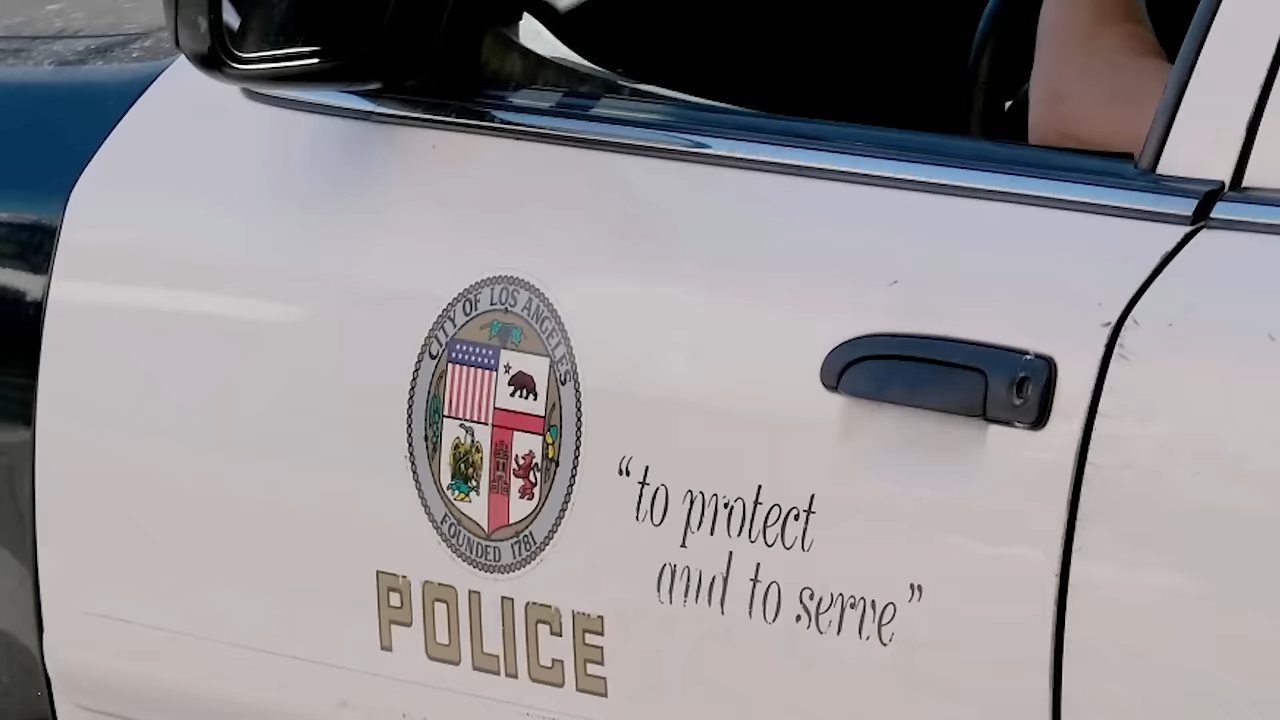 CITY OF LOS ANGELES
FOUNDED 1781
POLICE
“to protect
and to serve”